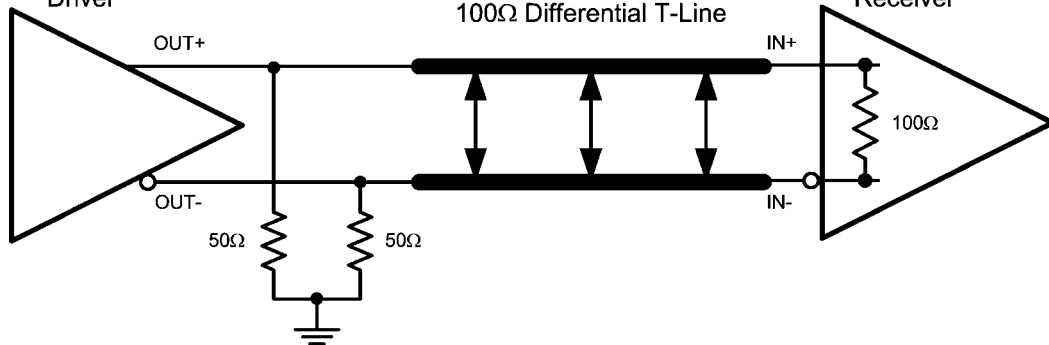 Driver
100Ω Differential T-Line
Receiver
OUT+
IN+
100Ω
OUT-
IN-
50Ω
50Ω